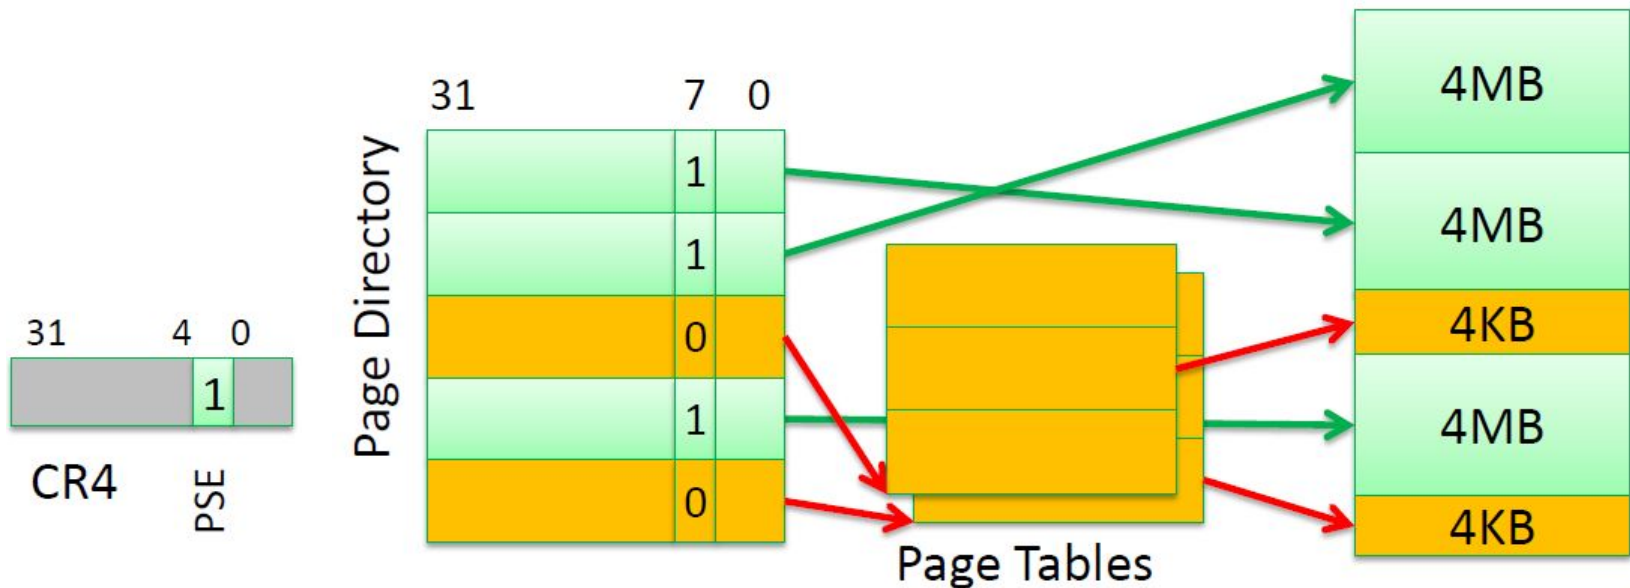 31 4 0
1
CR4
PSE
Page Directory
31 7 0
1
1
0
1
0
Page Tables
4MB
4MB
4KB
4MB
4KB